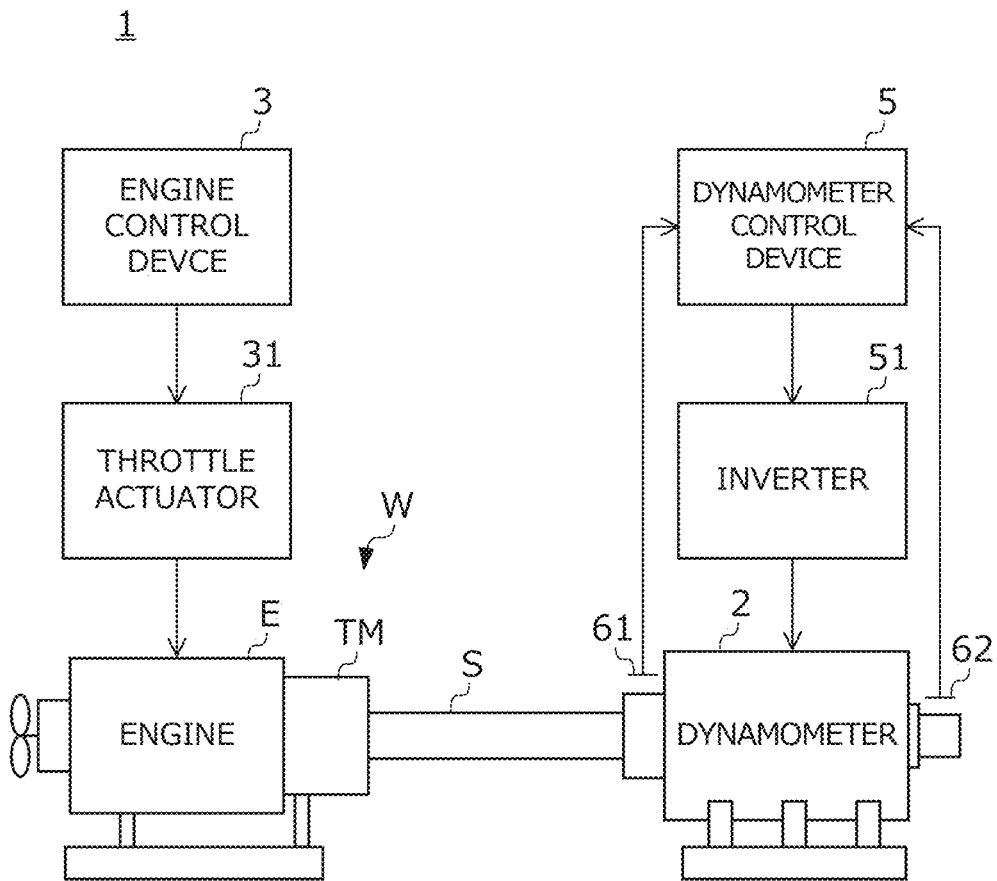 1
3
ENGINE
CONTROL
DEVCE
5
DYNAMOMETER
CONTROL
DEVICE
31
THROTTLE
ACTUATOR
51
INVERTER
W
E
TM
S
61
2
62
ENGINE
DYNAMOMETER